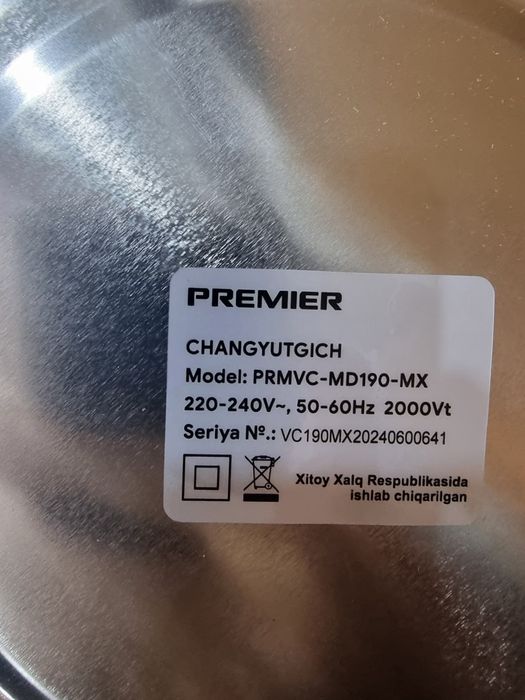 PREMIER
CHANGYUTGICH
Model: PRMVC-MD190-MX
220-240V~, 50-60Hz 2000Vt
Seriya №.: VC190MX20240600641
Xitoy Xalq Respublikasida
ishlab chiqarilgan